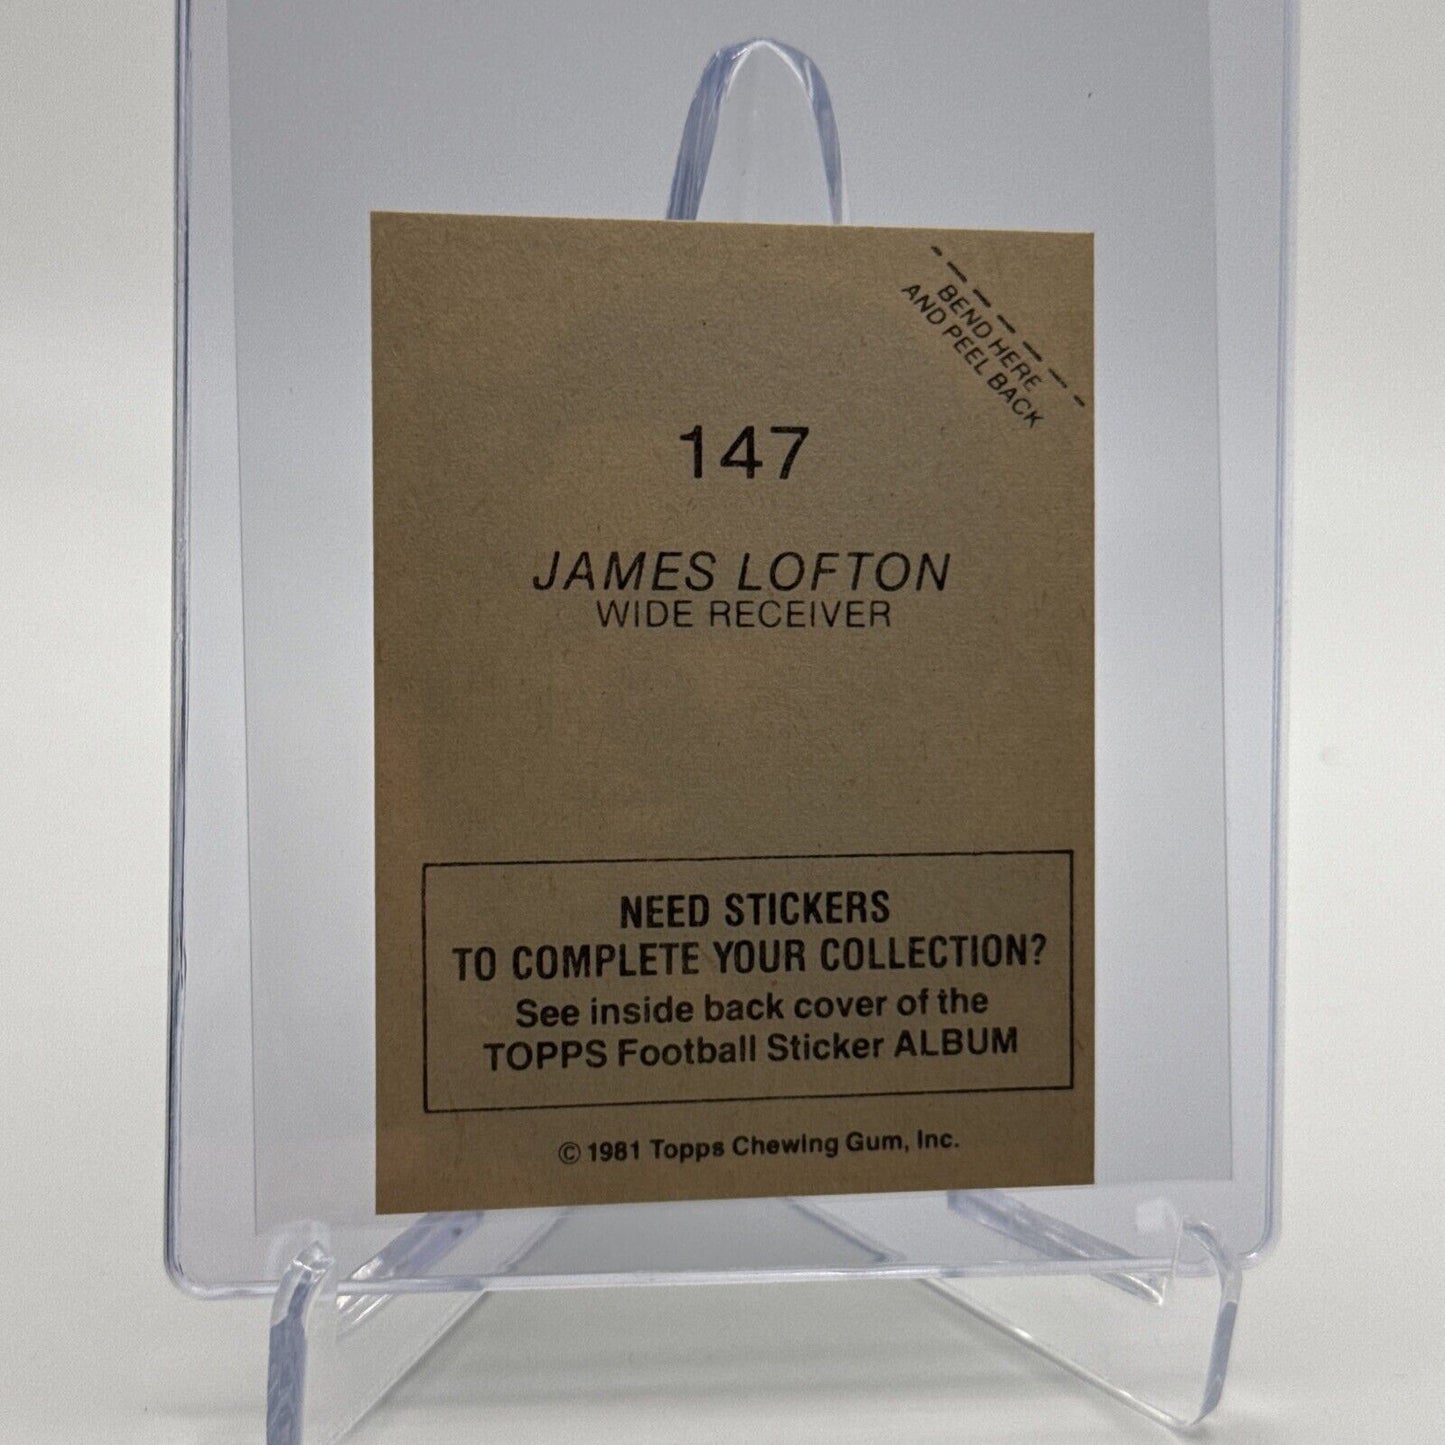 BEND HERE
AND PEEL BACK
147
JAMES LOFTON
WIDE RECEIVER
NEED STICKERS
TO COMPLETE YOUR COLLECTION?
See inside back cover of the
TOPPS Football Sticker ALBUM
© 1981 Topps Chewing Gum, Inc.